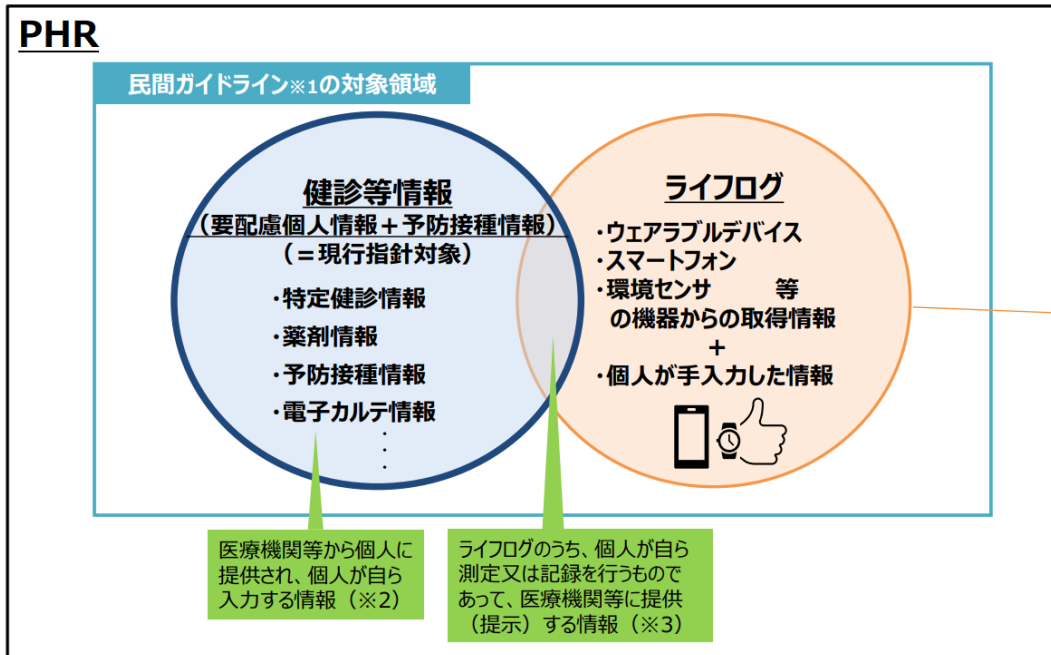 PHR
民間ガイドライン※1の対象領域
健診等情報
(要配慮個人情報+予防接種情報)
(=現行指針対象)
・特定健診情報
・薬剤情報
・予防接種情報
・電子カルテ情報
・
・
・
ライフログ
・ウェアラブルデバイス
・スマートフォン
・環境センサ 等
の機器からの取得情報
+
・個人が手入力した情報
医療機関等から個人に
提供され、個人が自ら
入力する情報(※2)
ライフログのうち、個人が自ら
測定又は記録を行うもので
あって、医療機関等に提供
(提示)する情報(※3)